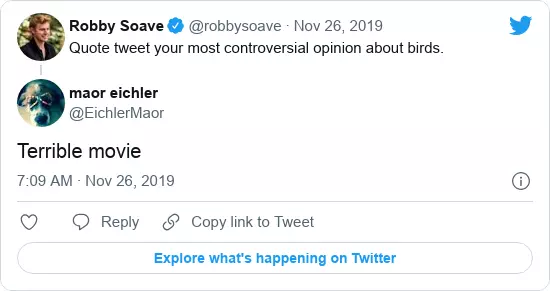 Robby Soave @robbysoave · Nov 26, 2019
Quote tweet your most controversial opinion about birds.
maor eichler
@EichlerMaor
Terrible movie
7:09 AM · Nov 26, 2019
Reply Copy link to Tweet
Explore what's happening on Twitter